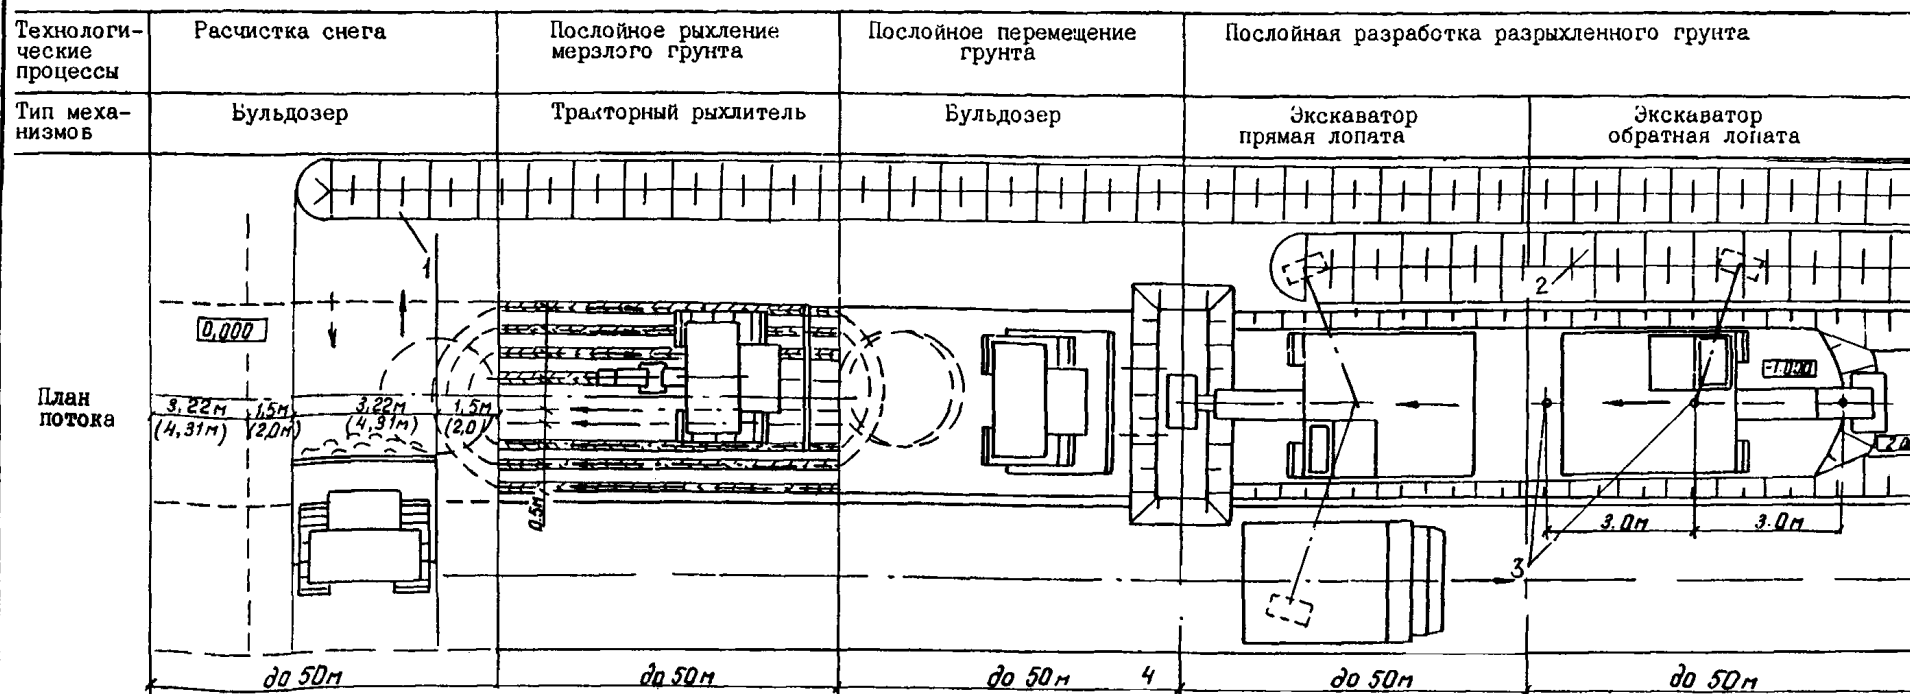 Технологи-
ческие
процессы
Расчистка снега
Послойное рыхление
мерзлого грунта
Послойное перемещение
грунта
Послойная разработка разрыхленного грунта
Тип меха-
низмов
Бульдозер
Тракторный рыхлитель
Бульдозер
Экскаватор
прямая лопата
Экскаватор
обратная лопата
1
2
0,000
-1.000
План
потока
3,22м
(4,31м)
1,5м
(2,0м)
3,22м
(4,31м)
1,5м
(2,0)
0,5м
2,0
3.0м
3.0м
3
до 50м
до 50м
до 50м
4
до 50м
до 50м